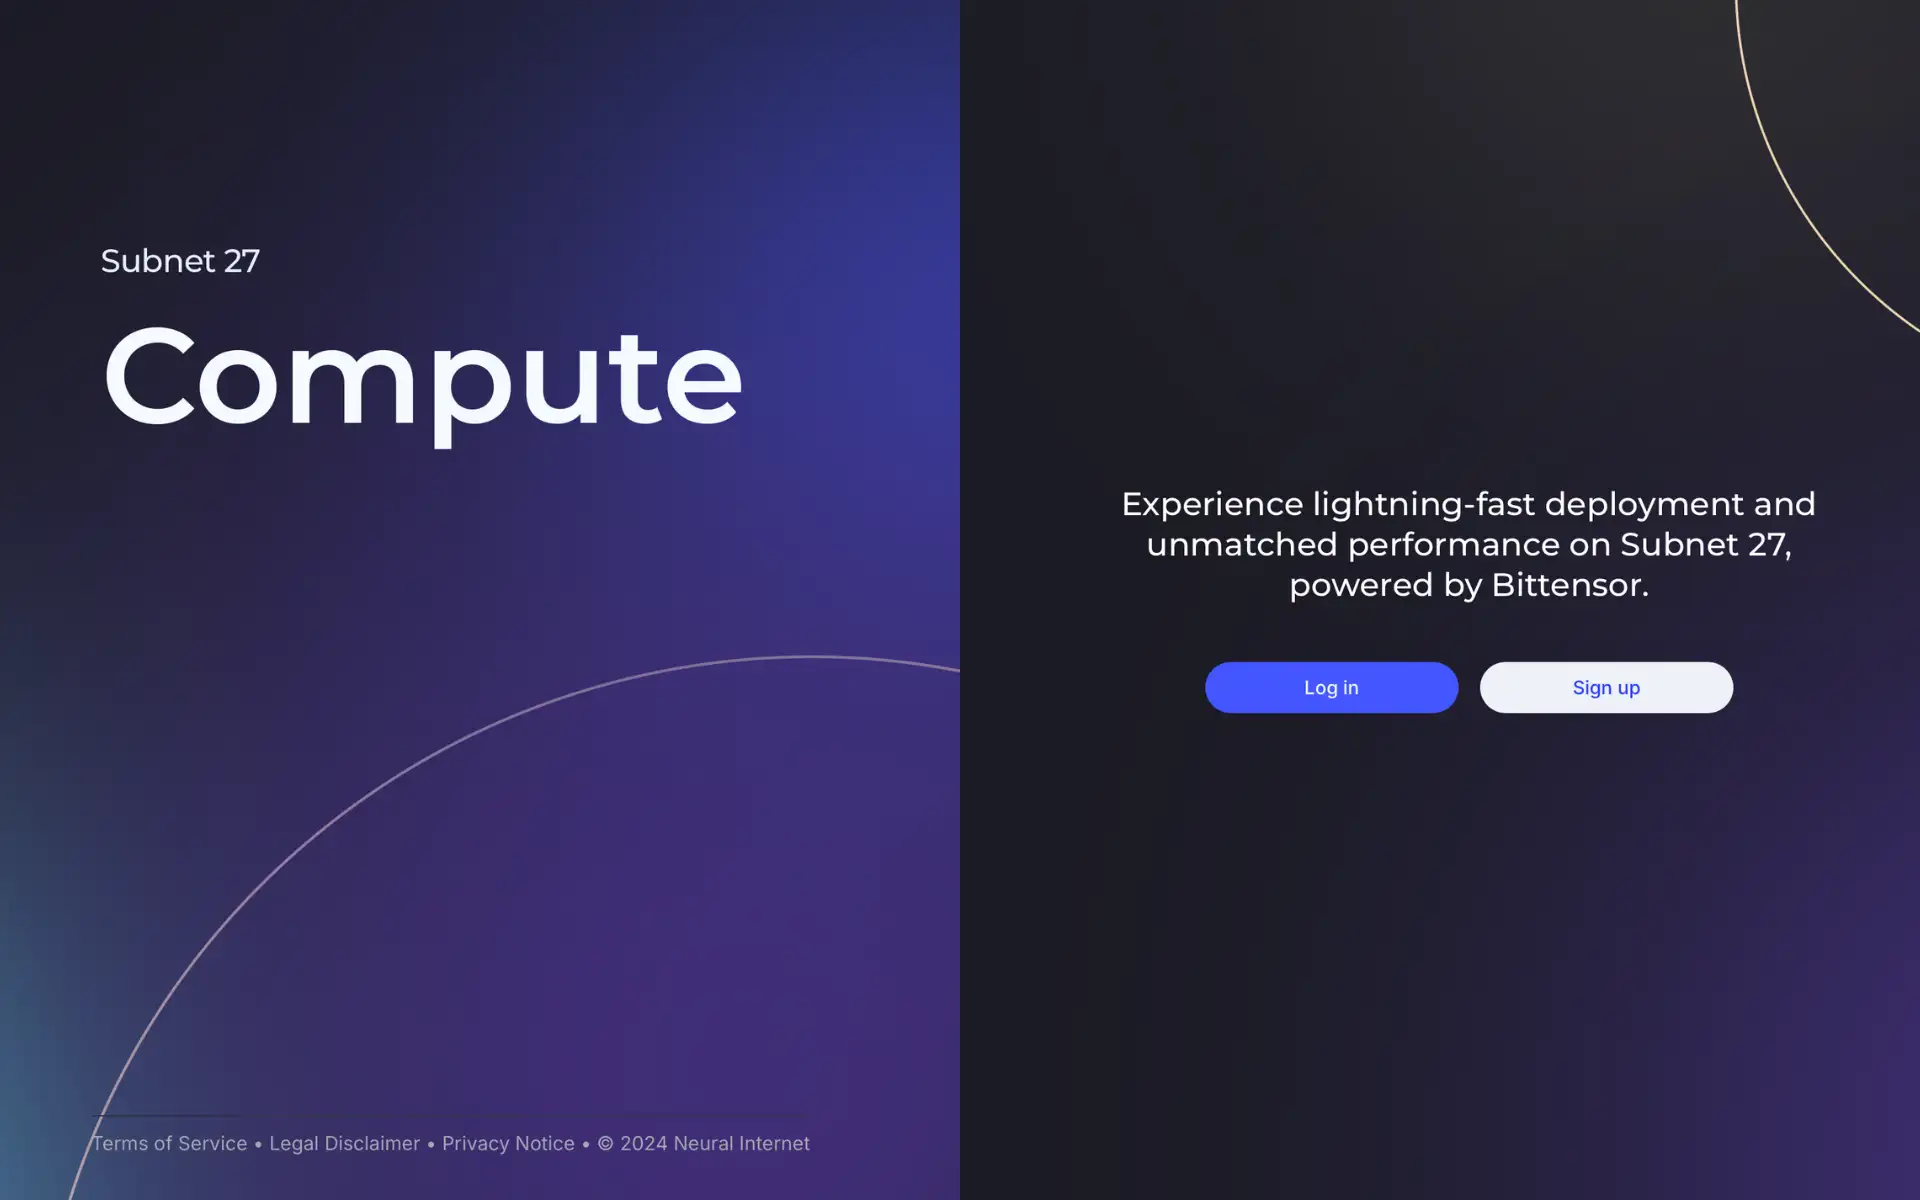 Subnet 27
Compute
Experience lightning-fast deployment and
unmatched performance on Subnet 27,
powered by Bittensor.
Log in
Sign up
Terms of Service • Legal Disclaimer • Privacy Notice • © 2024 Neural Internet